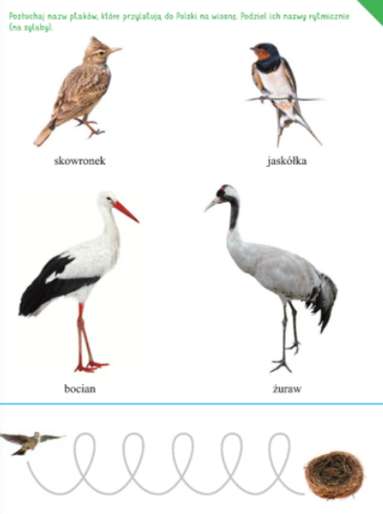 Posłuchaj nazw ptaków, które przylatują do Polski na wiosnę. Podziel ich nazwy rytmicznie
(na sylaby).
skowronek
jaskółka
bocian
żuraw